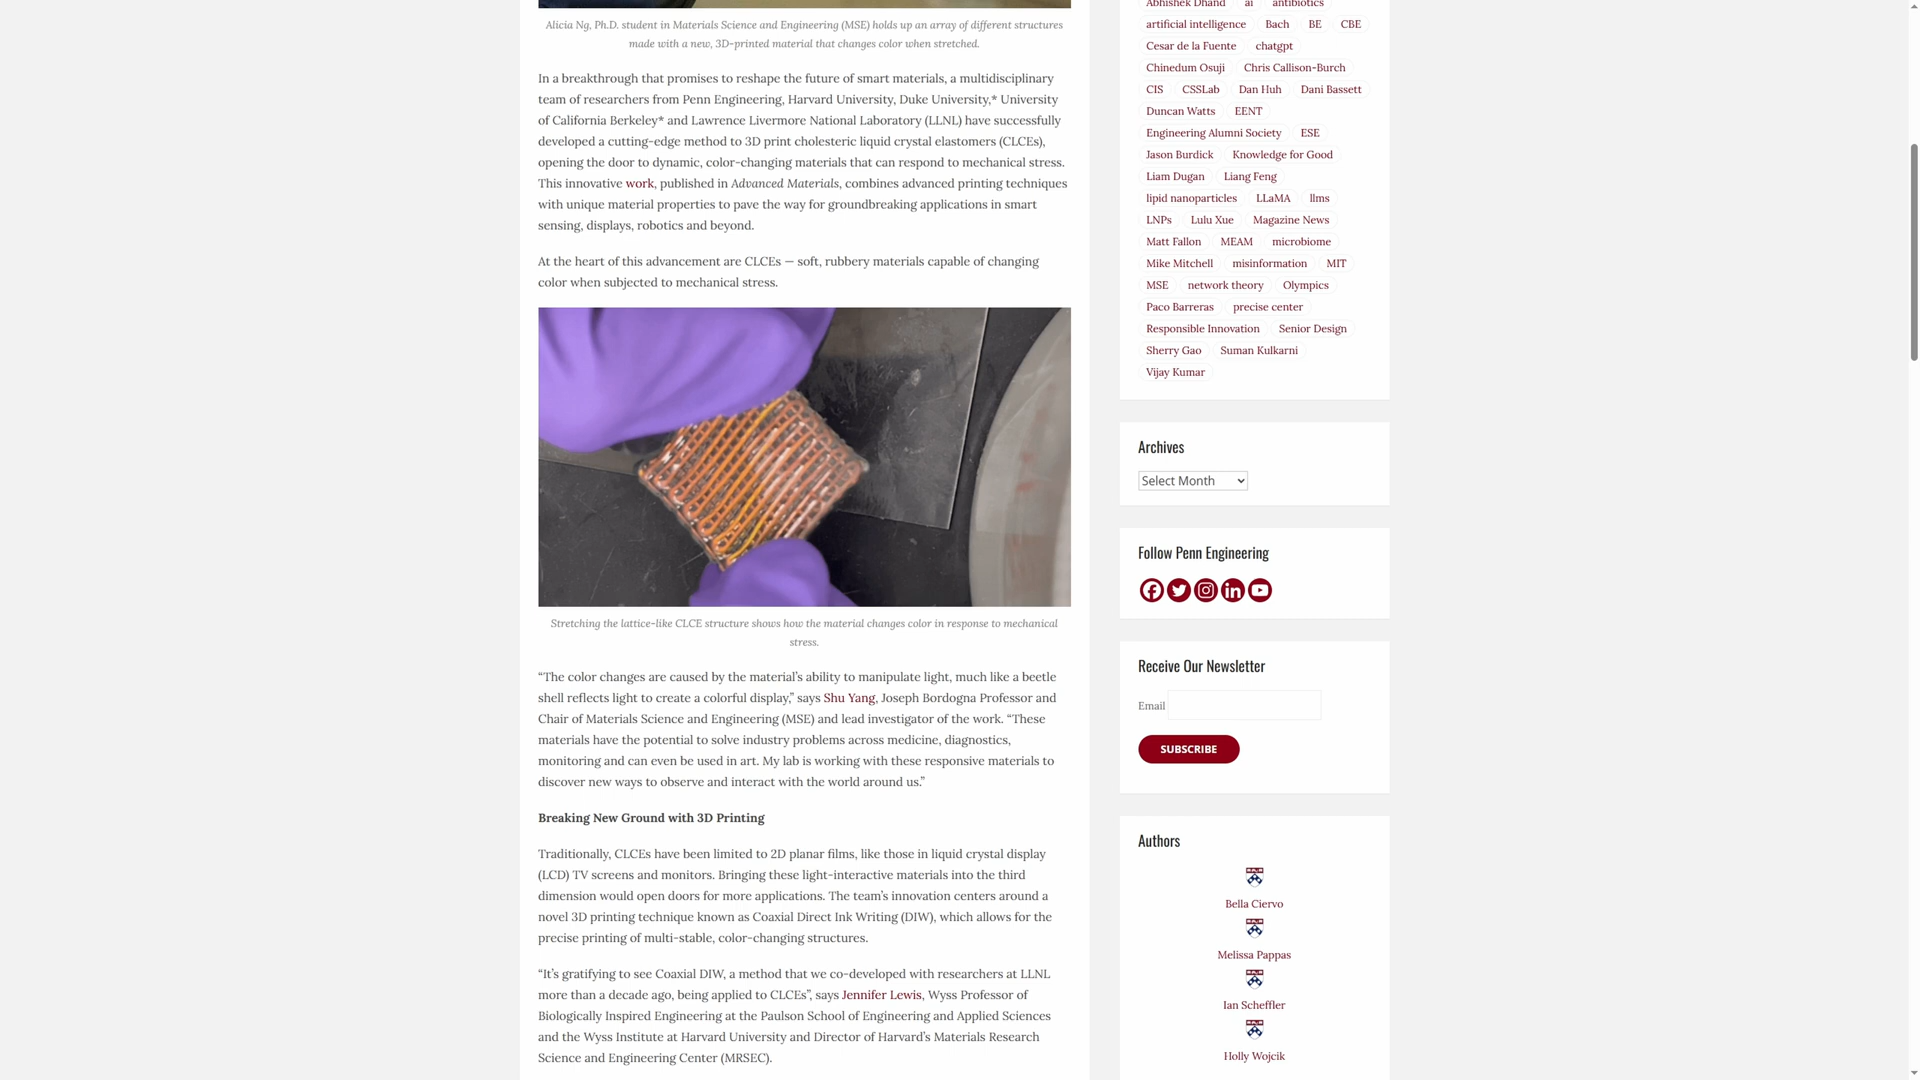 Alicia Ng, Ph.D. student in Materials Science and Engineering (MSE) holds up an array of different structures
made with a new, 3D-printed material that changes color when stretched.
In a breakthrough that promises to reshape the future of smart materials, a multidisciplinary
team of researchers from Penn Engineering, Harvard University, Duke University,* University
of California Berkeley* and Lawrence Livermore National Laboratory (LLNL) have successfully
developed a cutting-edge method to 3D print cholesteric liquid crystal elastomers (CLCEs),
opening the door to dynamic, color-changing materials that can respond to mechanical stress.
This innovative work, published in Advanced Materials, combines advanced printing techniques
with unique material properties to pave the way for groundbreaking applications in smart
sensing, displays, robotics and beyond.
At the heart of this advancement are CLCEs — soft, rubbery materials capable of changing
color when subjected to mechanical stress.
Stretching the lattice-like CLCE structure shows how the material changes color in response to mechanical
stress.
“The color changes are caused by the material’s ability to manipulate light, much like a beetle
shell reflects light to create a colorful display,” says Shu Yang, Joseph Bordogna Professor and
Chair of Materials Science and Engineering (MSE) and lead investigator of the work. “These
materials have the potential to solve industry problems across medicine, diagnostics,
monitoring and can even be used in art. My lab is working with these responsive materials to
discover new ways to observe and interact with the world around us.”
Breaking New Ground with 3D Printing
Traditionally, CLCEs have been limited to 2D planar films, like those in liquid crystal display
(LCD) TV screens and monitors. Bringing these light-interactive materials into the third
dimension would open doors for more applications. The team’s innovation centers around a
novel 3D printing technique known as Coaxial Direct Ink Writing (DIW), which allows for the
precise printing of multi-stable, color-changing structures.
“It’s gratifying to see Coaxial DIW, a method that we co-developed with researchers at LLNL
more than a decade ago, being applied to CLCEs”, says Jennifer Lewis, Wyss Professor of
Biologically Inspired Engineering at the Paulson School of Engineering and Applied Sciences
and the Wyss Institute at Harvard University and Director of Harvard’s Materials Research
Science and Engineering Center (MRSEC).
Abhishek Dhand ai antibiotics
artificial intelligence Bach BE CBE
Cesar de la Fuente chatgpt
Chinedum Osuji Chris Callison-Burch
CIS CSSLab Dan Huh Dani Bassett
Duncan Watts EENT
Engineering Alumni Society ESE
Jason Burdick Knowledge for Good
Liam Dugan Liang Feng
lipid nanoparticles LLaMA llms
LNPs Lulu Xue Magazine News
Matt Fallon MEAM microbiome
Mike Mitchell misinformation MIT
MSE network theory Olympics
Paco Barreras precise center
Responsible Innovation Senior Design
Sherry Gao Suman Kulkarni
Vijay Kumar
Archives
Select Month
Follow Penn Engineering
Receive Our Newsletter
Email
SUBSCRIBE
Authors
Bella Ciervo
Melissa Pappas
Ian Scheffler
Holly Wojcik